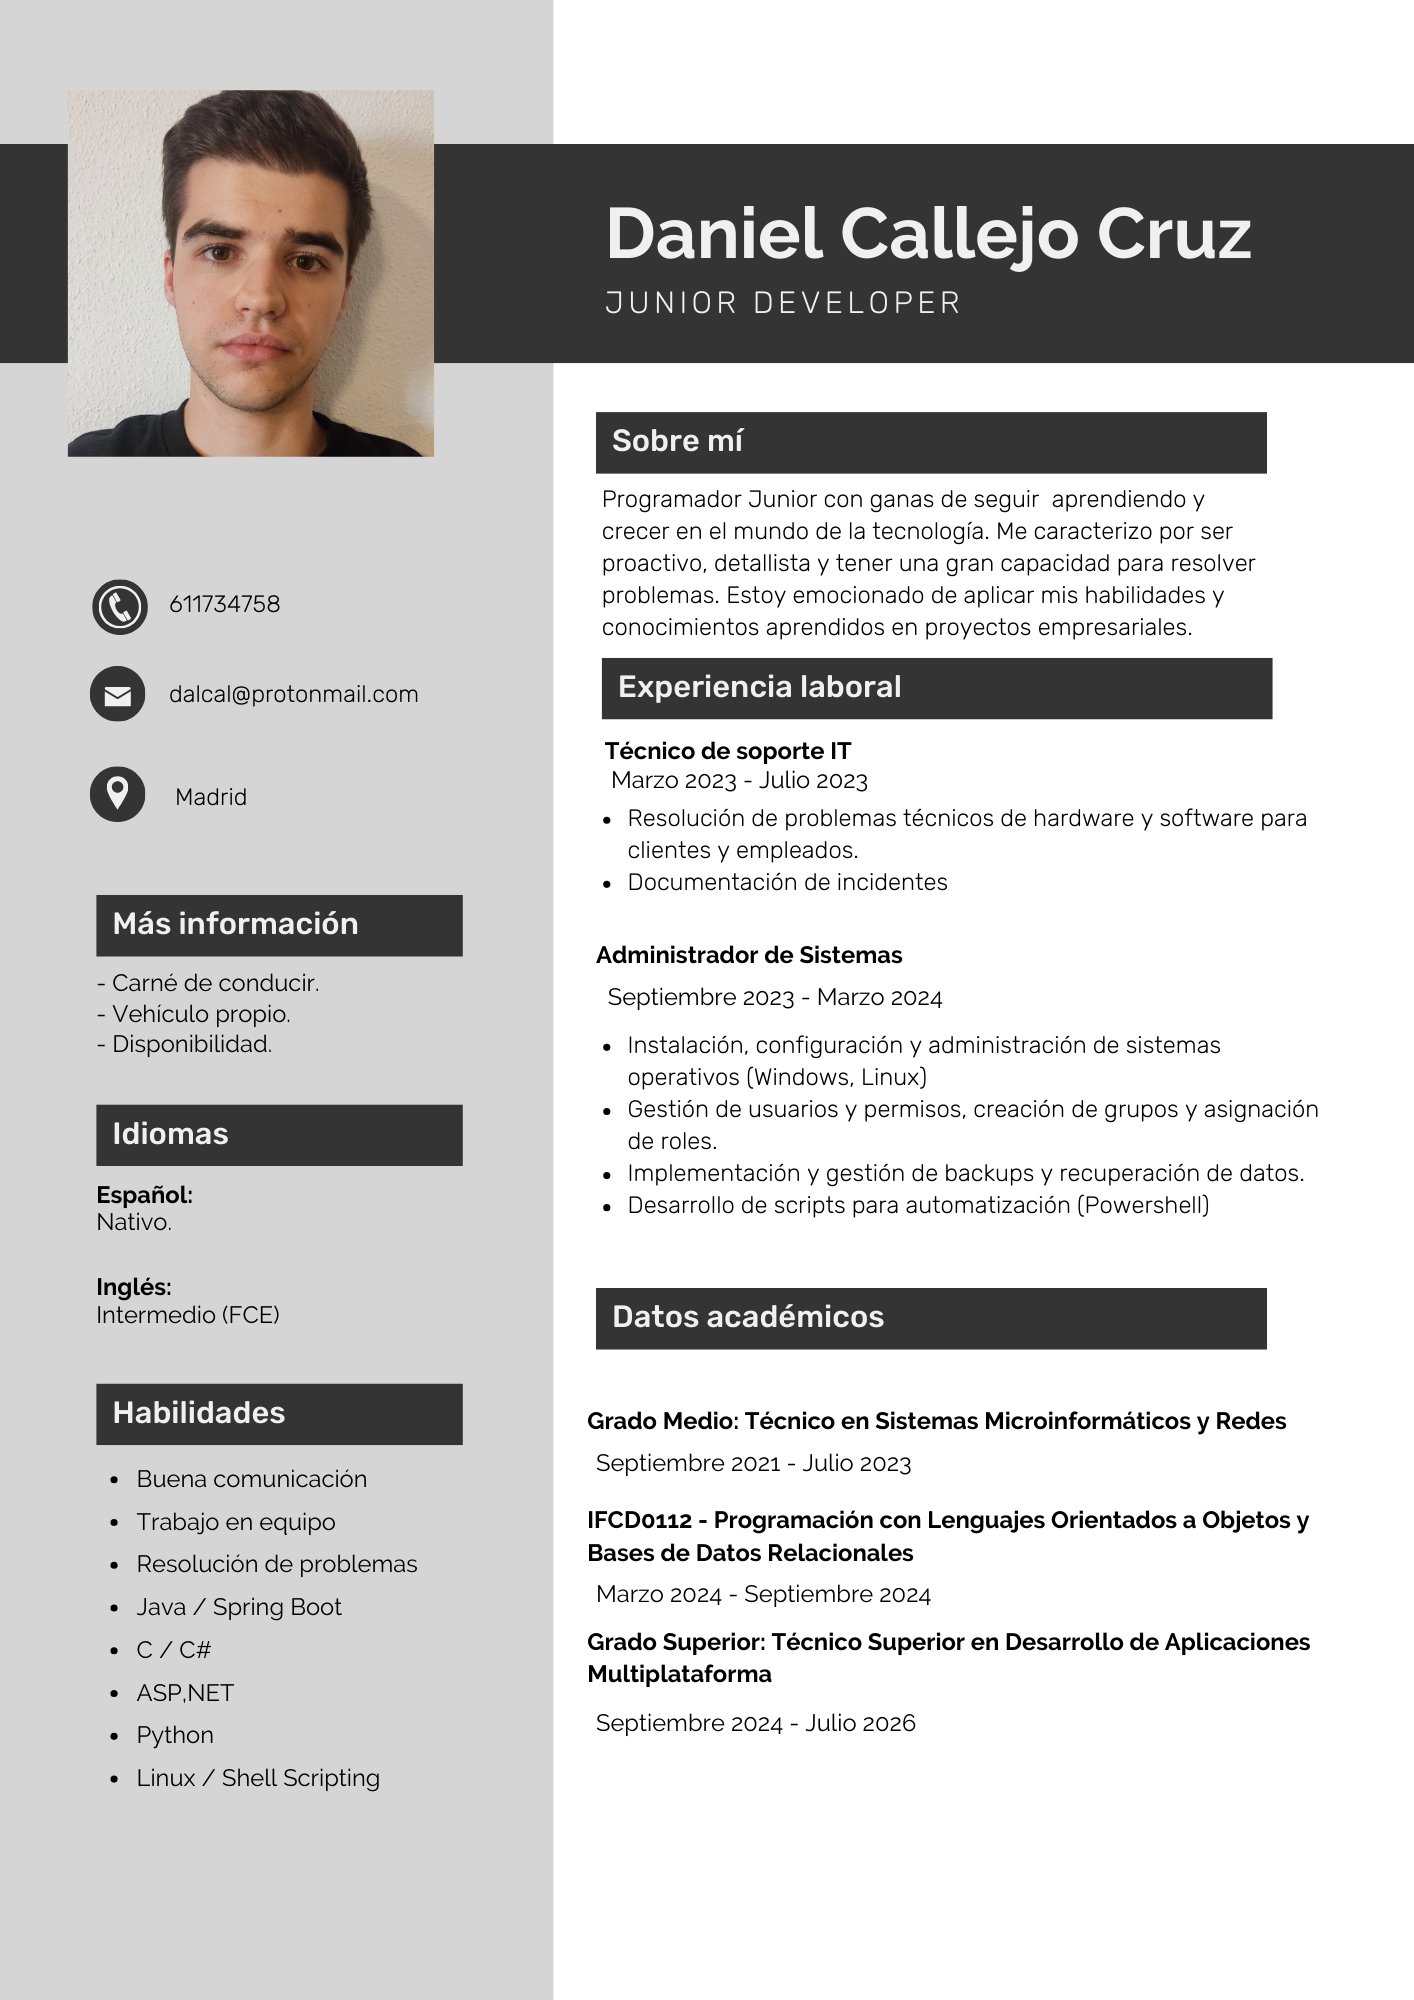 Daniel Callejo Cruz
JUNIOR DEVELOPER
611734758
dalcal@protonmail.com
Madrid
Más información
- Carné de conducir.
- Vehículo propio.
- Disponibilidad.
Idiomas
Español:
Nativo.
Inglés:
Intermedio (FCE)
Habilidades
• Buena comunicación
• Trabajo en equipo
• Resolución de problemas
• Java / Spring Boot
• C / C#
• ASP,NET
• Python
• Linux / Shell Scripting
Sobre mí
Programador Junior con ganas de seguir  aprendiendo y
crecer en el mundo de la tecnología. Me caracterizo por ser
proactivo, detallista y tener una gran capacidad para resolver
problemas. Estoy emocionado de aplicar mis habilidades y
conocimientos aprendidos en proyectos empresariales.
Experiencia laboral
Técnico de soporte IT
Marzo 2023 - Julio 2023
• Resolución de problemas técnicos de hardware y software para
clientes y empleados.
• Documentación de incidentes
Administrador de Sistemas
Septiembre 2023 - Marzo 2024
• Instalación, configuración y administración de sistemas
operativos (Windows, Linux)
• Gestión de usuarios y permisos, creación de grupos y asignación
de roles.
• Implementación y gestión de backups y recuperación de datos.
• Desarrollo de scripts para automatización (Powershell)
Datos académicos
Grado Medio: Técnico en Sistemas Microinformáticos y Redes
Septiembre 2021 - Julio 2023
IFCD0112 - Programación con Lenguajes Orientados a Objetos y
Bases de Datos Relacionales
Marzo 2024 - Septiembre 2024
Grado Superior: Técnico Superior en Desarrollo de Aplicaciones
Multiplataforma
Septiembre 2024 - Julio 2026